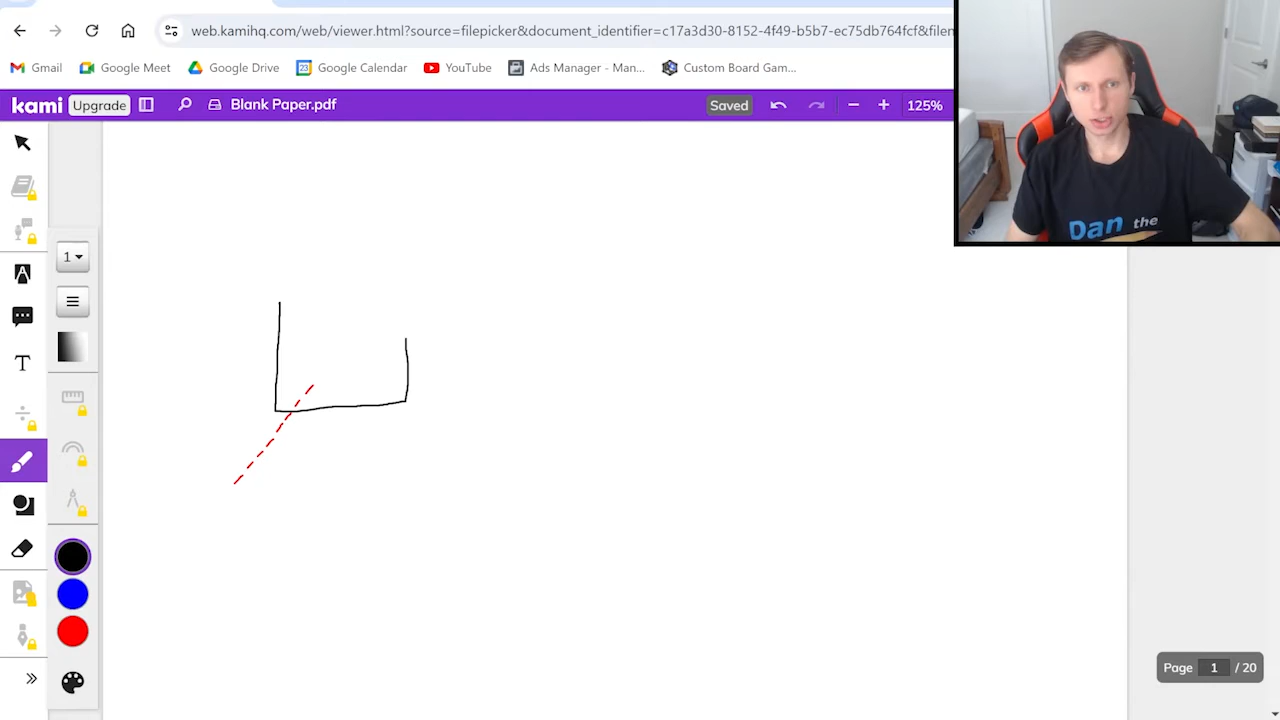 web.kamihq.com/web/viewer.html?source=filepicker&document_identifier=c17a3d30-8152-4f49-b5b7-ec75db764fcf&filen
Gmail Google Meet Google Drive 23 Google Calendar YouTube Ads Manager - Man... Custom Board Gam...
kami Upgrade Blank Paper.pdf Saved 125%
Dan the
1
T
Page 1 / 20